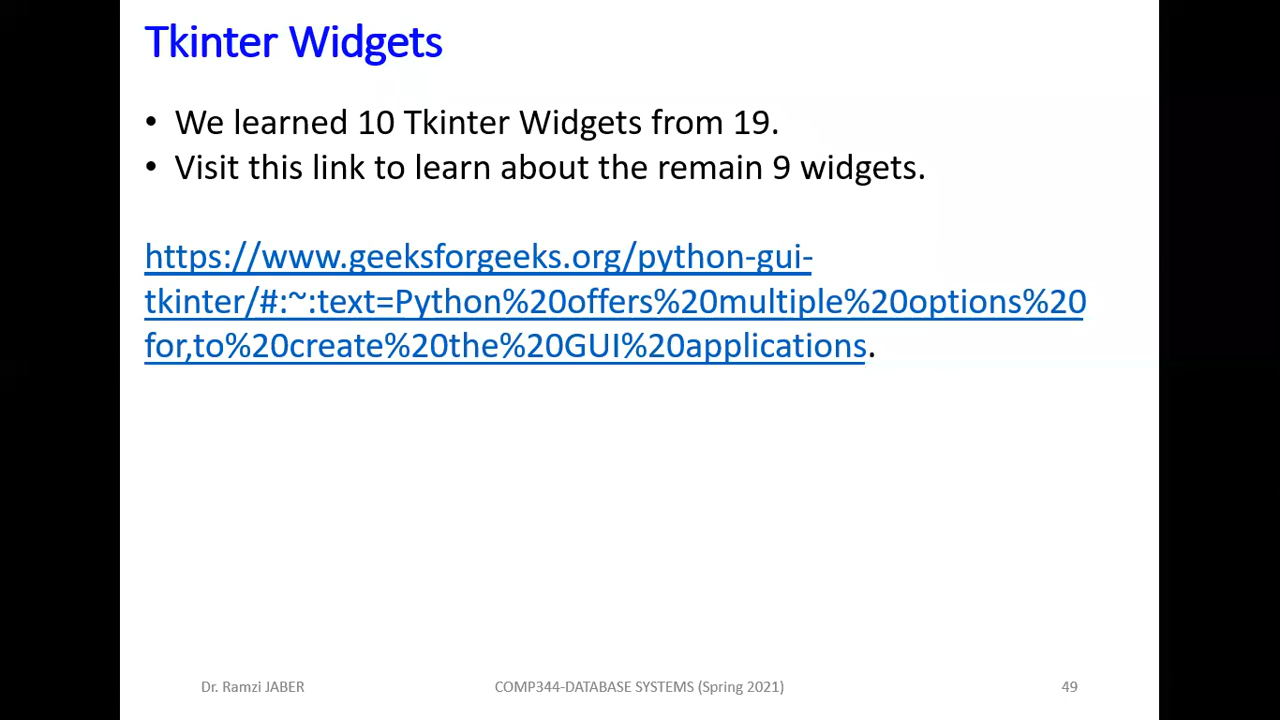 Tkinter Widgets
• We learned 10 Tkinter Widgets from 19.
• Visit this link to learn about the remain 9 widgets.
https://www.geeksforgeeks.org/python-gui-
tkinter/#:~:text=Python%20offers%20multiple%20options%20
for,to%20create%20the%20GUI%20applications.
Dr. Ramzi JABER COMP344-DATABASE SYSTEMS (Spring 2021) 49